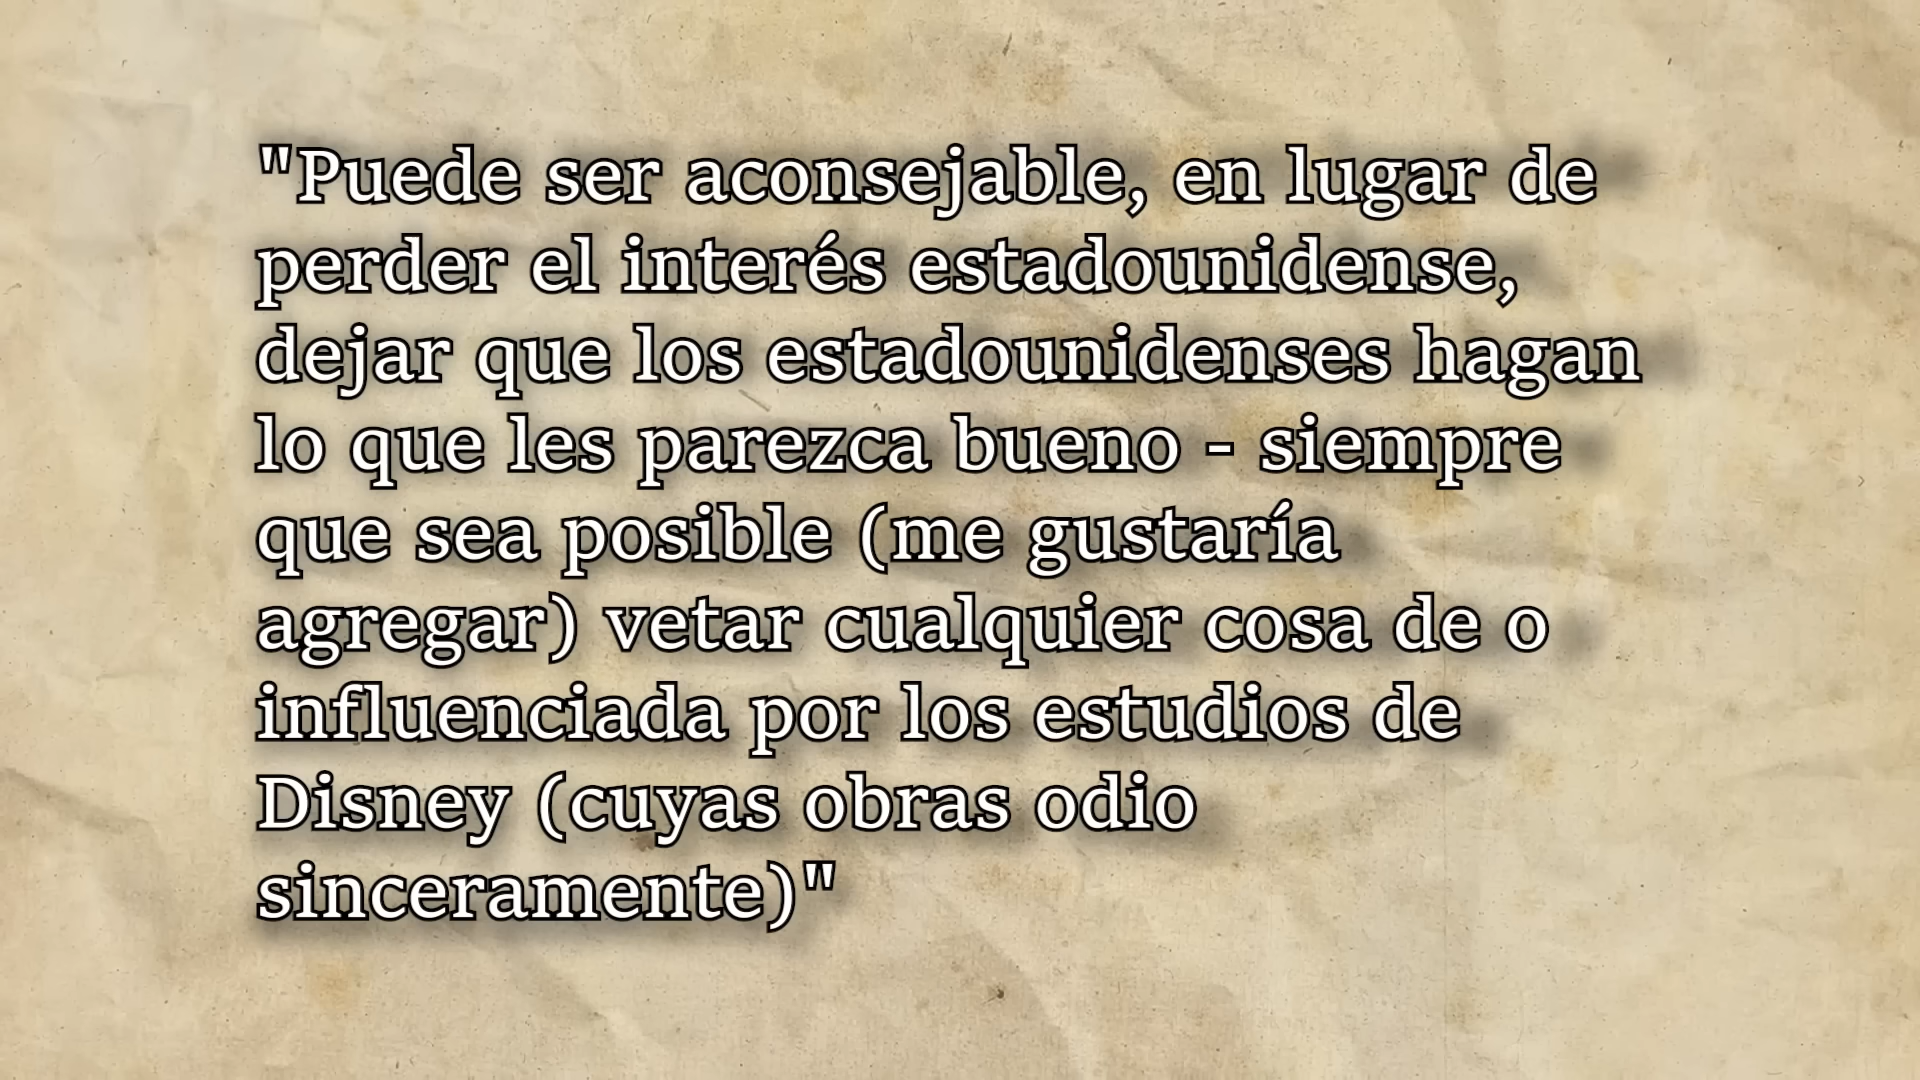 "Puede ser aconsejable, en lugar de
perder el interés estadounidense,
dejar que los estadounidenses hagan
lo que les parezca bueno - siempre
que sea posible (me gustaría
agregar) vetar cualquier cosa de o
influenciada por los estudios de
Disney (cuyas obras odio
sinceramente)"